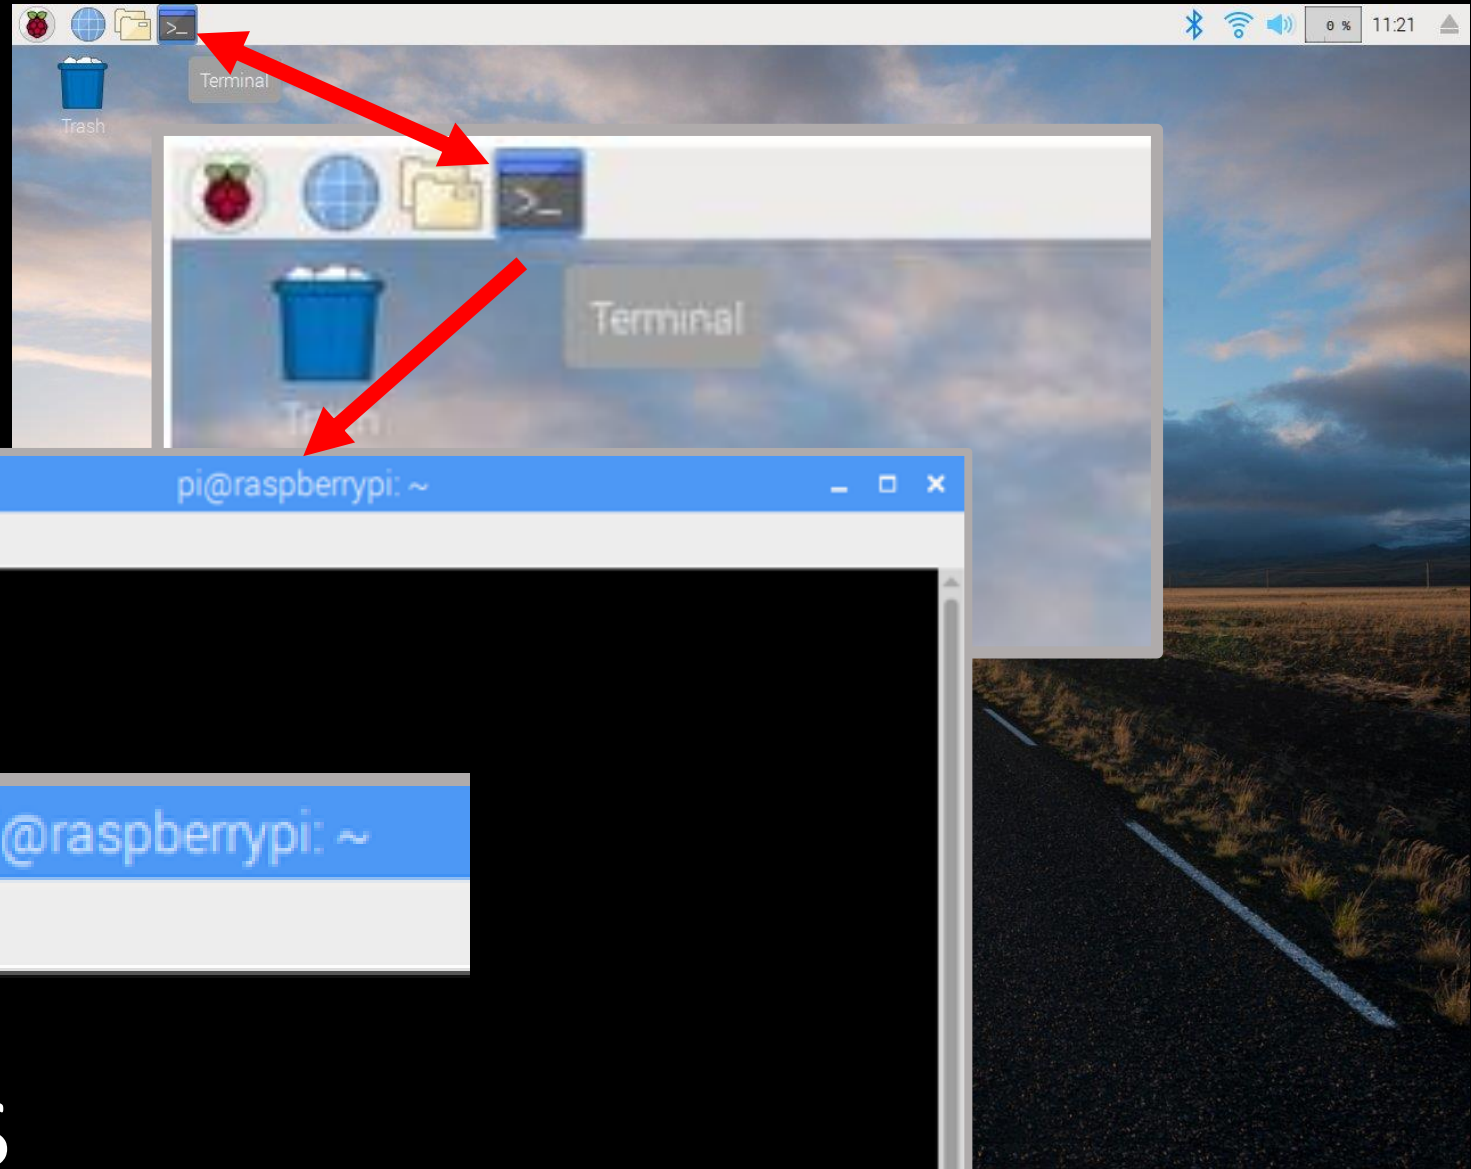 0 % 11:21
Terminal
Trash
>_
Terminal
pi@raspberrypi: ~
@raspberrypi: ~